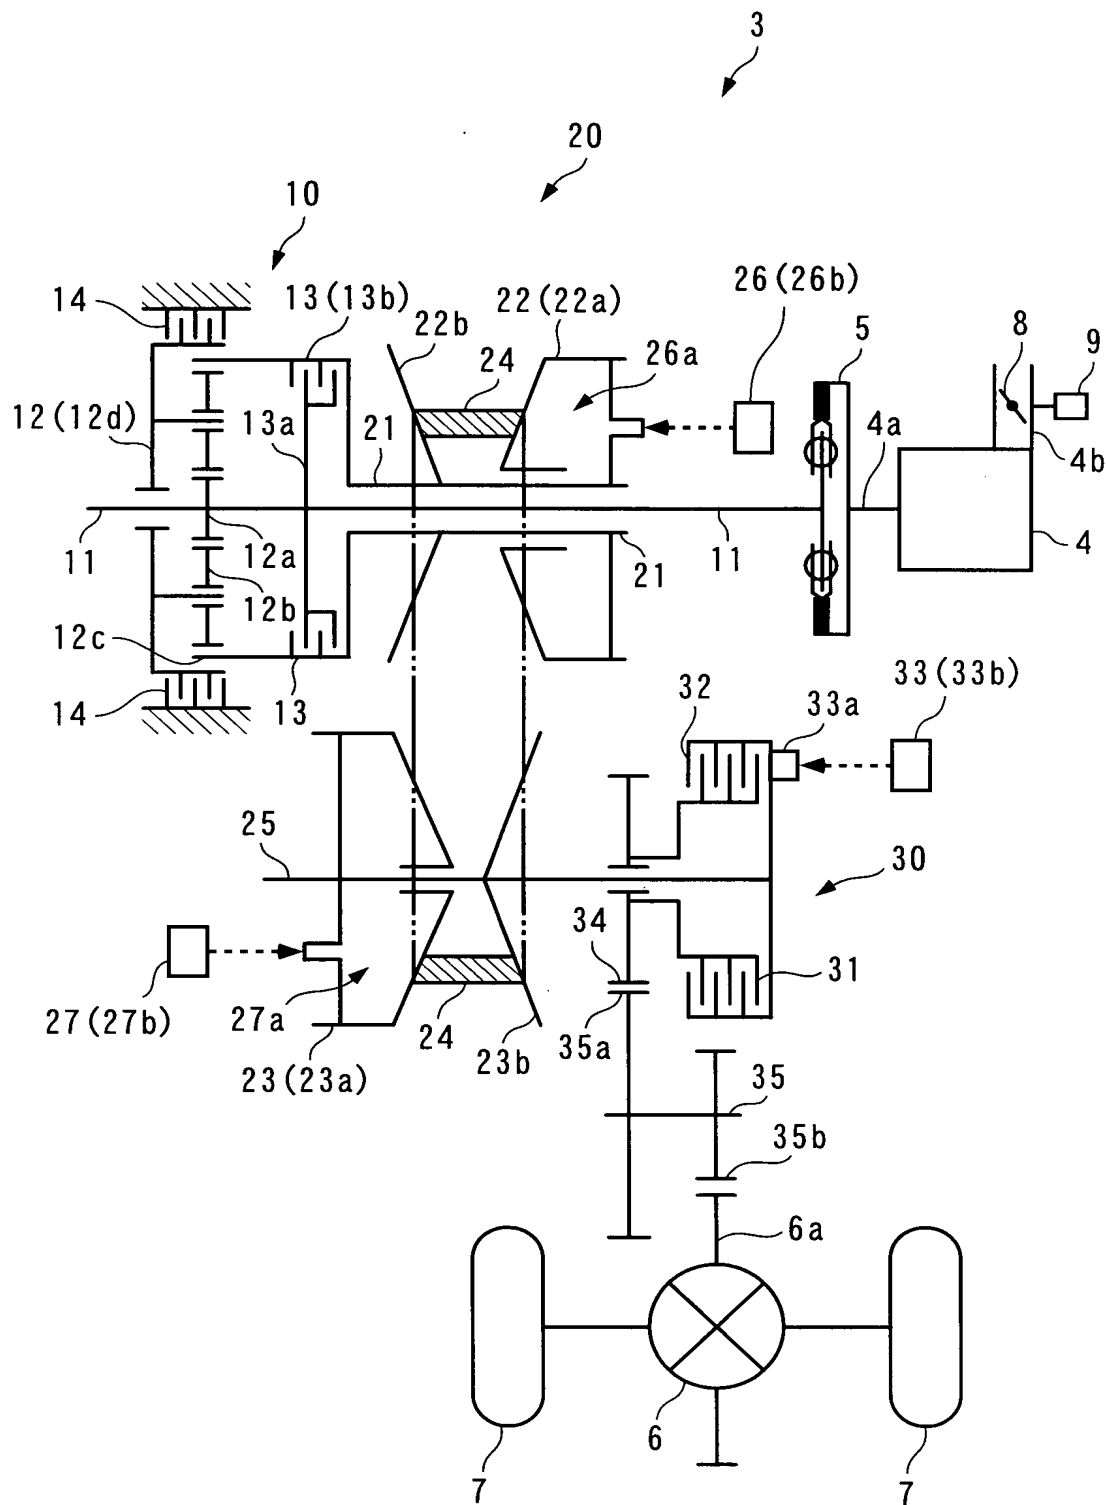 3
20
10
26 (26b)
14
13 (13b)
22 (22a)
22b
5
8
9
24
26a
12 (12d)
13a
21
4a
4b
11
12a
11
21
4
12b
12c
14
13
32
33 (33b)
33a
25
30
34
31
27 (27b)
27a
24
23b
35a
23 (23a)
35
35b
6a
6
7
7